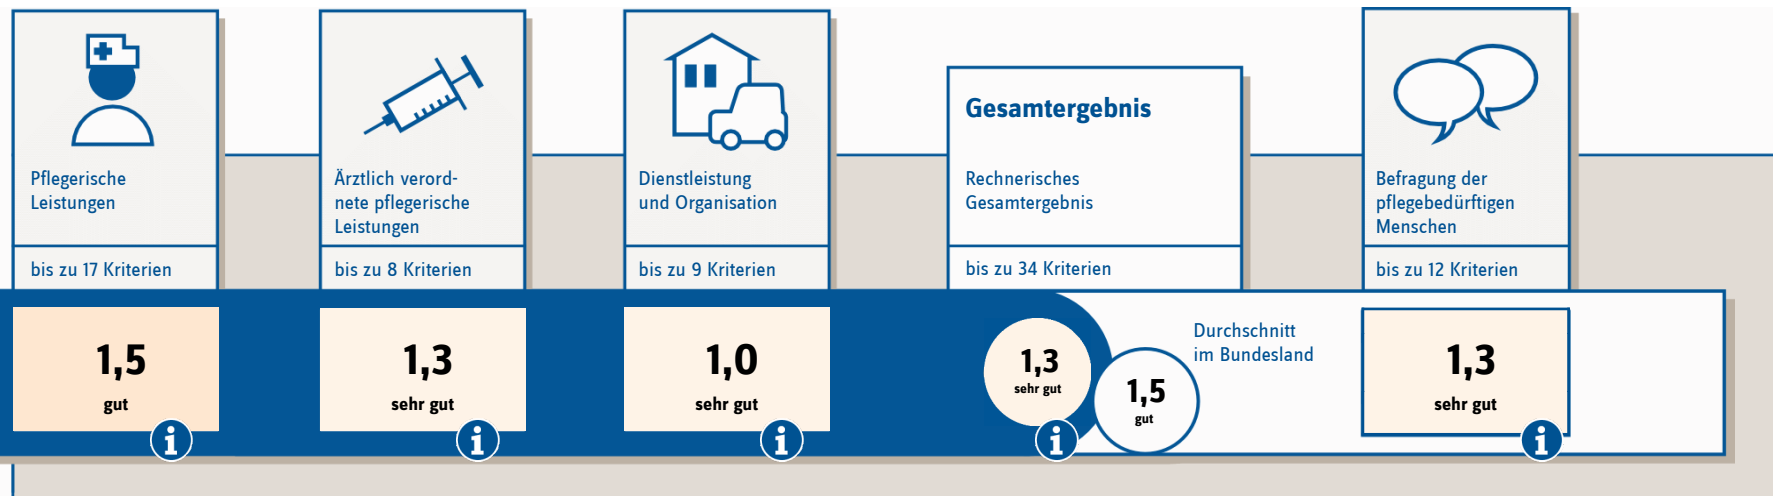 Pflegerische
Leistungen
bis zu 17 Kriterien
1,5
gut
Ärztlich verord-
nete pflegerische
Leistungen
bis zu 8 Kriterien
1,3
sehr gut
Dienstleistung
und Organisation
bis zu 9 Kriterien
1,0
sehr gut
Gesamtergebnis
Rechnerisches
Gesamtergebnis
bis zu 34 Kriterien
1,3
sehr gut
1,5
gut
Durchschnitt
im Bundesland
Befragung der
pflegebedürftigen
Menschen
bis zu 12 Kriterien
1,3
sehr gut